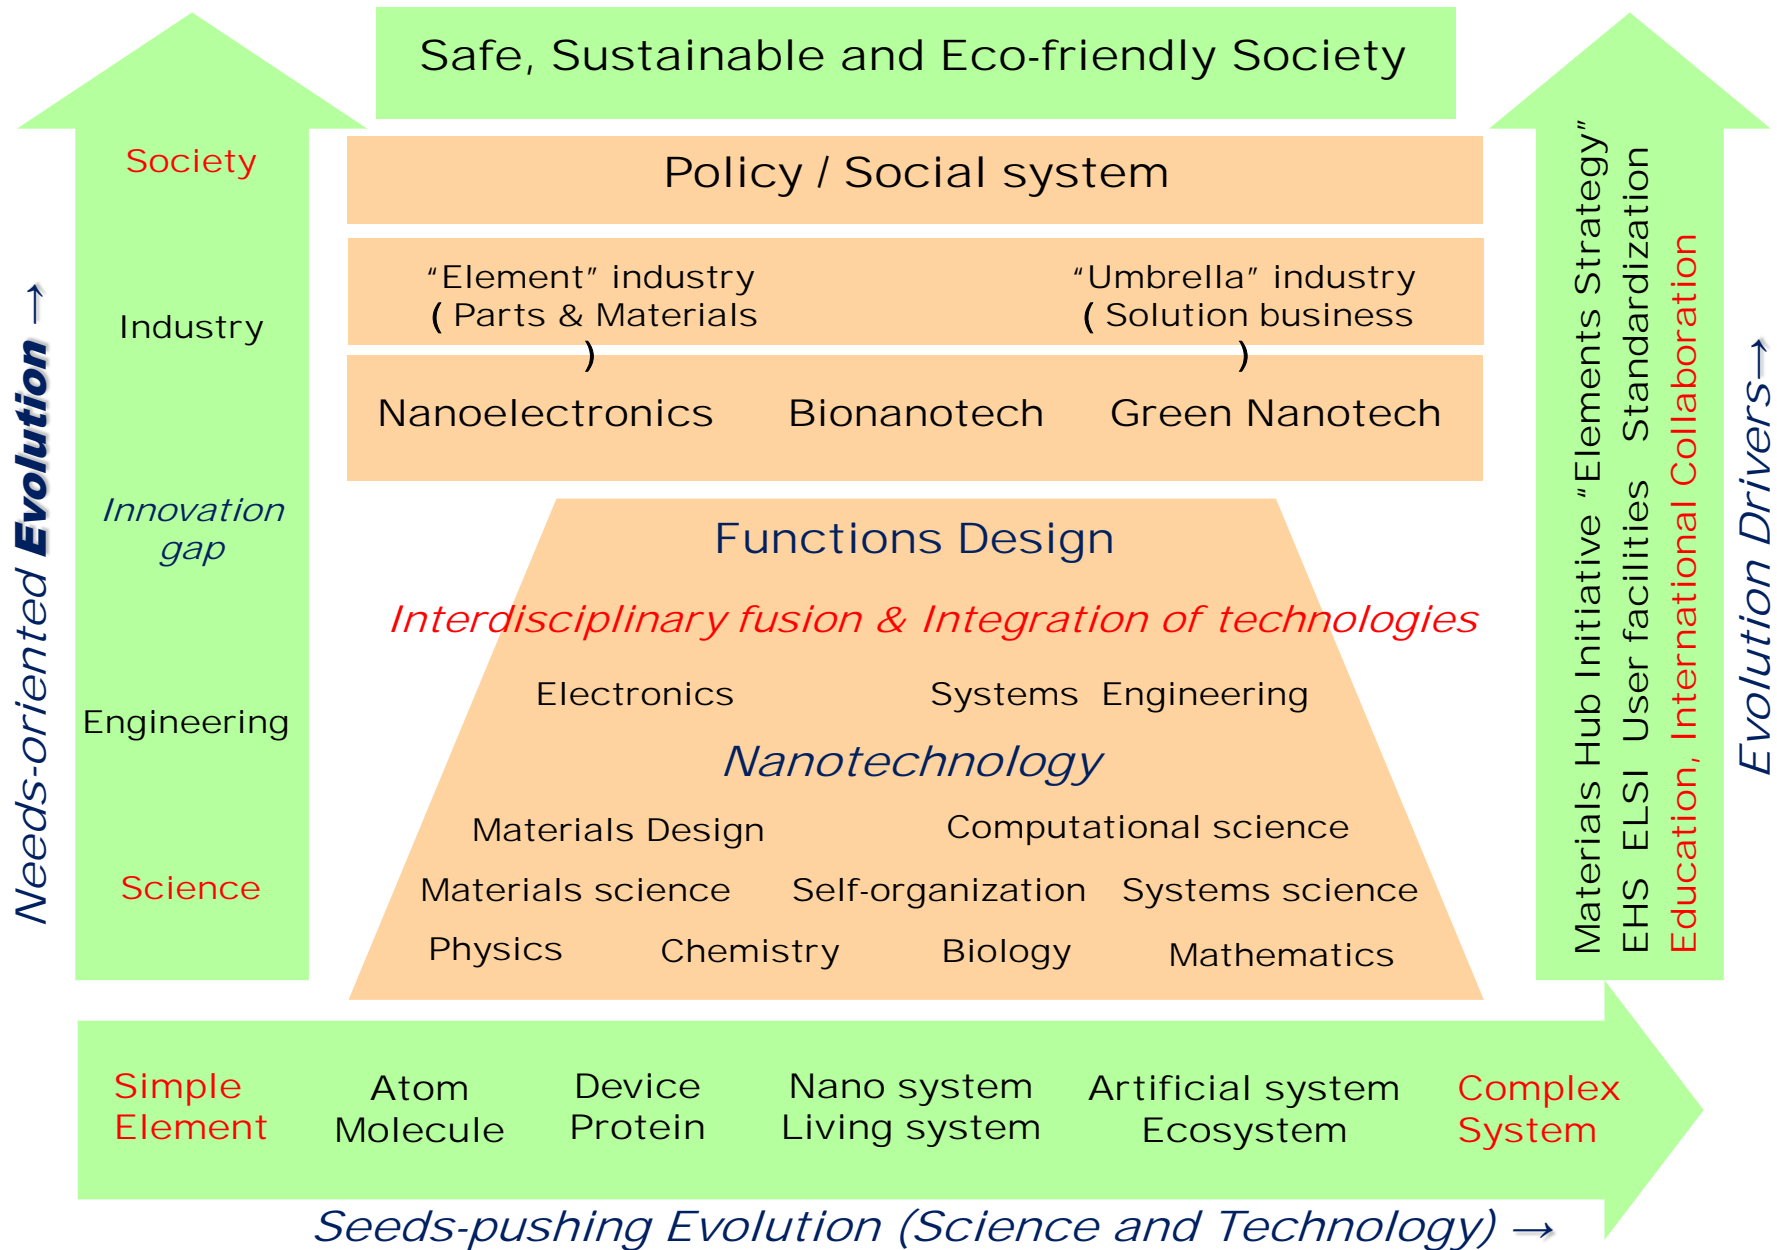 Safe, Sustainable and Eco-friendly Society
Society
Policy / Social system
“Element” industry
( Parts & Materials
)
“Umbrella” industry
( Solution business
)
Industry
Nanoelectronics Bionanotech Green Nanotech
Innovation
gap
Functions Design
Interdisciplinary fusion & Integration of technologies
Electronics Systems Engineering
Engineering
Nanotechnology
Materials Design Computational science
Science
Materials science Self-organization Systems science
Physics Chemistry Biology Mathematics
Needs-oriented Evolution →
Materials Hub Initiative “Elements Strategy”
EHS ELSI User facilities Standardization
Education, International Collaboration
Evolution Drivers→
Simple
Element
Atom
Molecule
Device
Protein
Nano system
Living system
Artificial system
Ecosystem
Complex
System
Seeds-pushing Evolution (Science and Technology) →